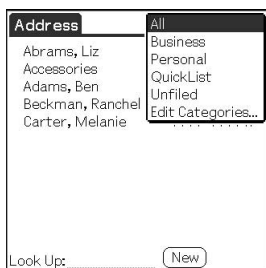 Address
All
Business
Personal
QuickList
Unfiled
Edit Categories...
Abrams, Liz
Accessories
Adams, Ben
Beckman, Ranchel
Carter, Melanie
Look Up:
New